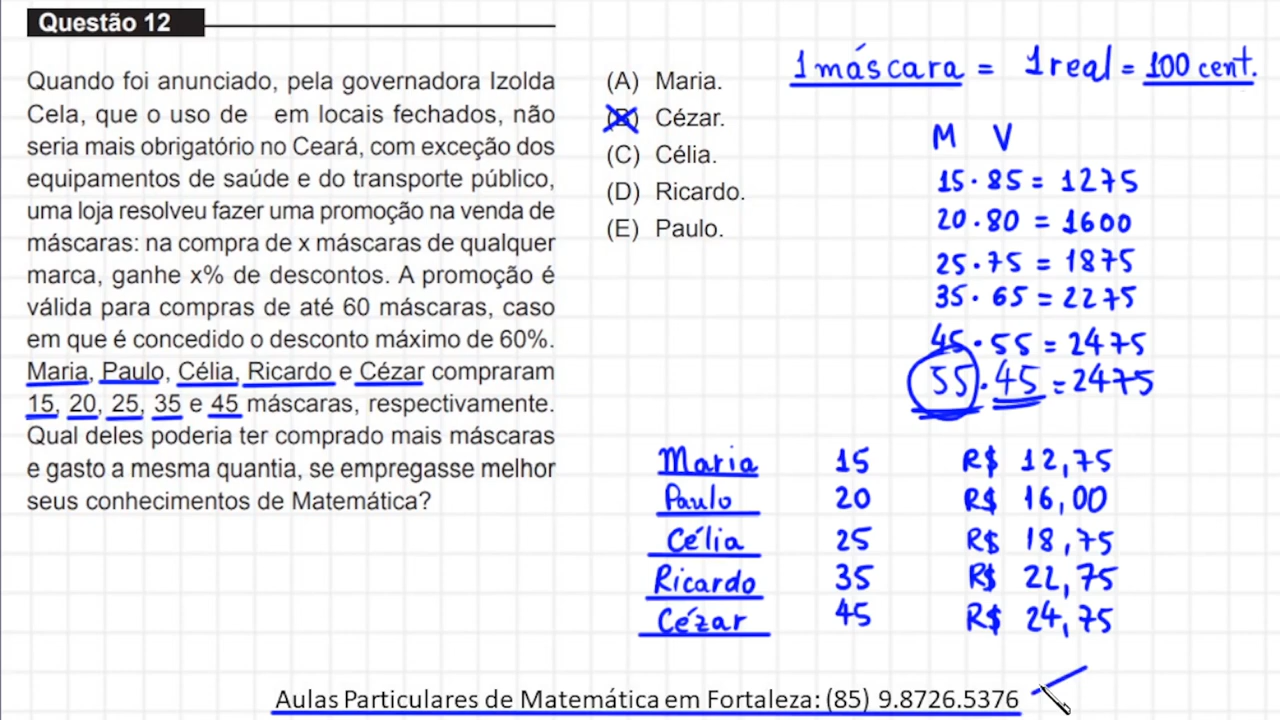 Questão 12
Quando foi anunciado, pela governadora Izolda
Cela, que o uso de em locais fechados, não
seria mais obrigatório no Ceará, com exceção dos
equipamentos de saúde e do transporte público,
uma loja resolveu fazer uma promoção na venda de
máscaras: na compra de x máscaras de qualquer
marca, ganhe x% de descontos. A promoção é
válida para compras de até 60 máscaras, caso
em que é concedido o desconto máximo de 60%.
Maria, Paulo, Célia, Ricardo e Cézar compraram
15, 20, 25, 35 e 45 máscaras, respectivamente.
Qual deles poderia ter comprado mais máscaras
e gasto a mesma quantia, se empregasse melhor
seus conhecimentos de Matemática?
(A) Maria.
(B) Cézar.
(C) Célia.
(D) Ricardo.
(E) Paulo.
1 máscara = 1 real = 100 cent.
M V
15 . 85 = 1275
20 . 80 = 1600
25 . 75 = 1875
35 . 65 = 2275
45 . 55 = 2475
55 . 45 = 2475
Maria 15 R$ 12,75
Paulo 20 R$ 16,00
Célia 25 R$ 18,75
Ricardo 35 R$ 22,75
Cézar 45 R$ 24,75
Aulas Particulares de Matemática em Fortaleza: (85) 9.8726.5376